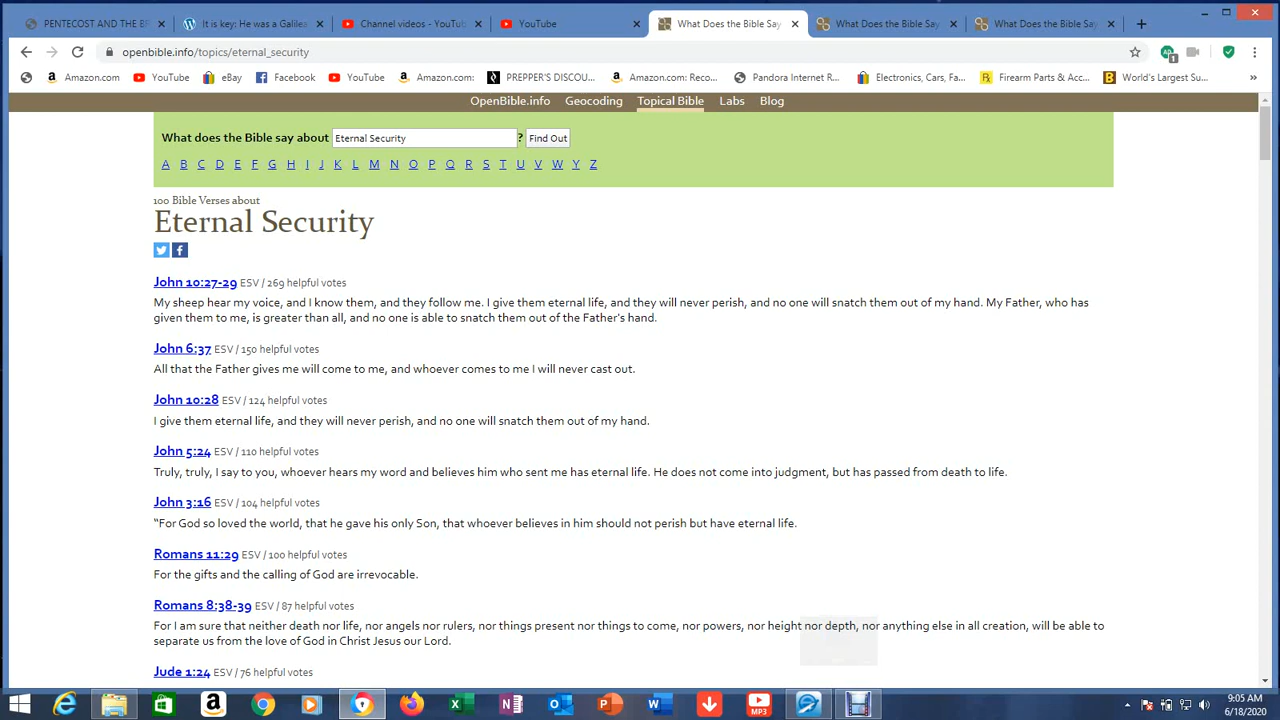 PENTECOST AND THE BR
It is key: He was a Galilea
Channel videos - YouTub
YouTube
What Does the Bible Say
What Does the Bible Say
What Does the Bible Say
openbible.info/topics/eternal_security
Amazon.com
YouTube
eBay
Facebook
YouTube
Amazon.com:
PREPPER'S DISCOU...
Amazon.com: Reco...
Pandora Internet R...
Electronics, Cars, Fa...
Firearm Parts & Acc...
World's Largest Su...
OpenBible.info Geocoding Topical Bible Labs Blog
What does the Bible say about Eternal Security ? Find Out
A B C D E F G H I J K L M N O P Q R S T U V W Y Z
100 Bible Verses about
Eternal Security
John 10:27-29 ESV / 269 helpful votes
My sheep hear my voice, and I know them, and they follow me. I give them eternal life, and they will never perish, and no one will snatch them out of my hand. My Father, who has
given them to me, is greater than all, and no one is able to snatch them out of the Father's hand.
John 6:37 ESV / 150 helpful votes
All that the Father gives me will come to me, and whoever comes to me I will never cast out.
John 10:28 ESV / 124 helpful votes
I give them eternal life, and they will never perish, and no one will snatch them out of my hand.
John 5:24 ESV / 110 helpful votes
Truly, truly, I say to you, whoever hears my word and believes him who sent me has eternal life. He does not come into judgment, but has passed from death to life.
John 3:16 ESV / 104 helpful votes
“For God so loved the world, that he gave his only Son, that whoever believes in him should not perish but have eternal life.
Romans 11:29 ESV / 100 helpful votes
For the gifts and the calling of God are irrevocable.
Romans 8:38-39 ESV / 87 helpful votes
For I am sure that neither death nor life, nor angels nor rulers, nor things present nor things to come, nor powers, nor height nor depth, nor anything else in all creation, will be able to
separate us from the love of God in Christ Jesus our Lord.
Jude 1:24 ESV / 76 helpful votes
MP3
9:05 AM
6/18/2020